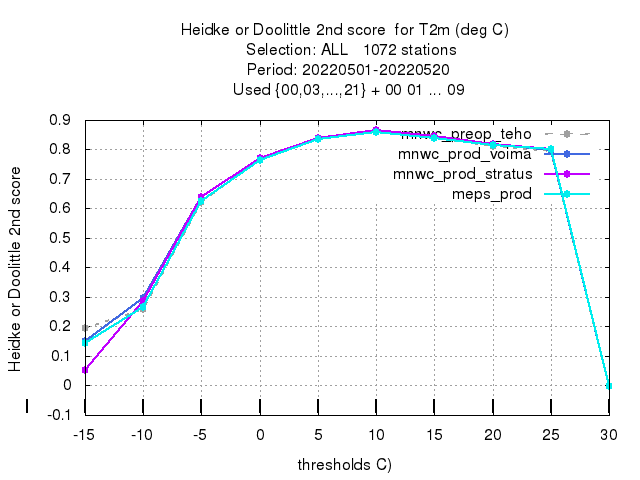 Heidke or Doolittle 2nd score for T2m (deg C)
Selection: ALL 1072 stations
Period: 20220501-20220520
Used {00,03,...,21} + 00 01 ... 09
Heidke or Doolittle 2nd score
0.9
0.8
0.7
0.6
0.5
0.4
0.3
0.2
0.1
0
-0.1
mnwc_preop_teho
mnwc_prod_voima
mnwc_prod_stratus
meps_prod
-15 -10 -5 0 5 10 15 20 25 30
thresholds C)